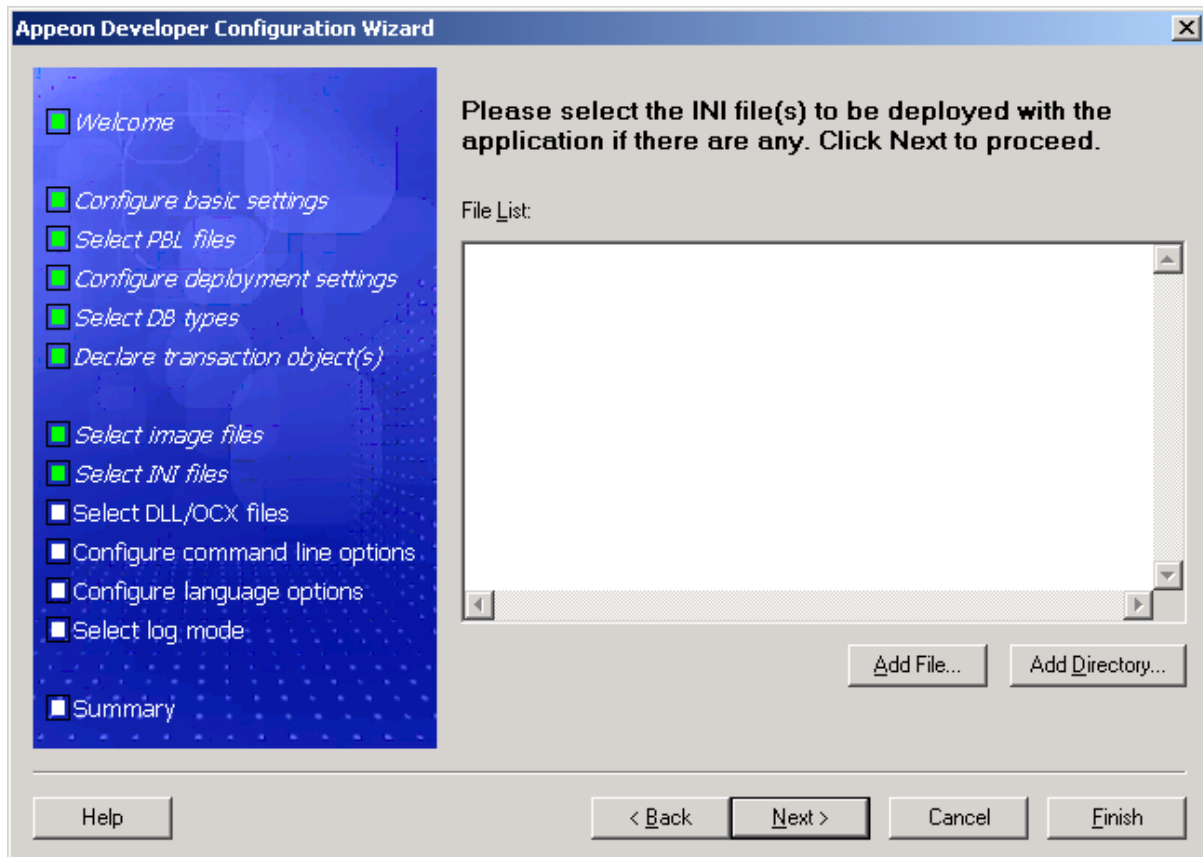 Appeon Developer Configuration Wizard
Welcome
Configure basic settings
Select PBL files
Configure deployment settings
Select DB types
Declare transaction object(s)
Select image files
Select INI files
Select DLL/OCX files
Configure command line options
Configure language options
Select log mode
Summary
Please select the INI file(s) to be deployed with the
application if there are any. Click Next to proceed.
File List:
Add File...
Add Directory...
Help
< Back
Next >
Cancel
Finish